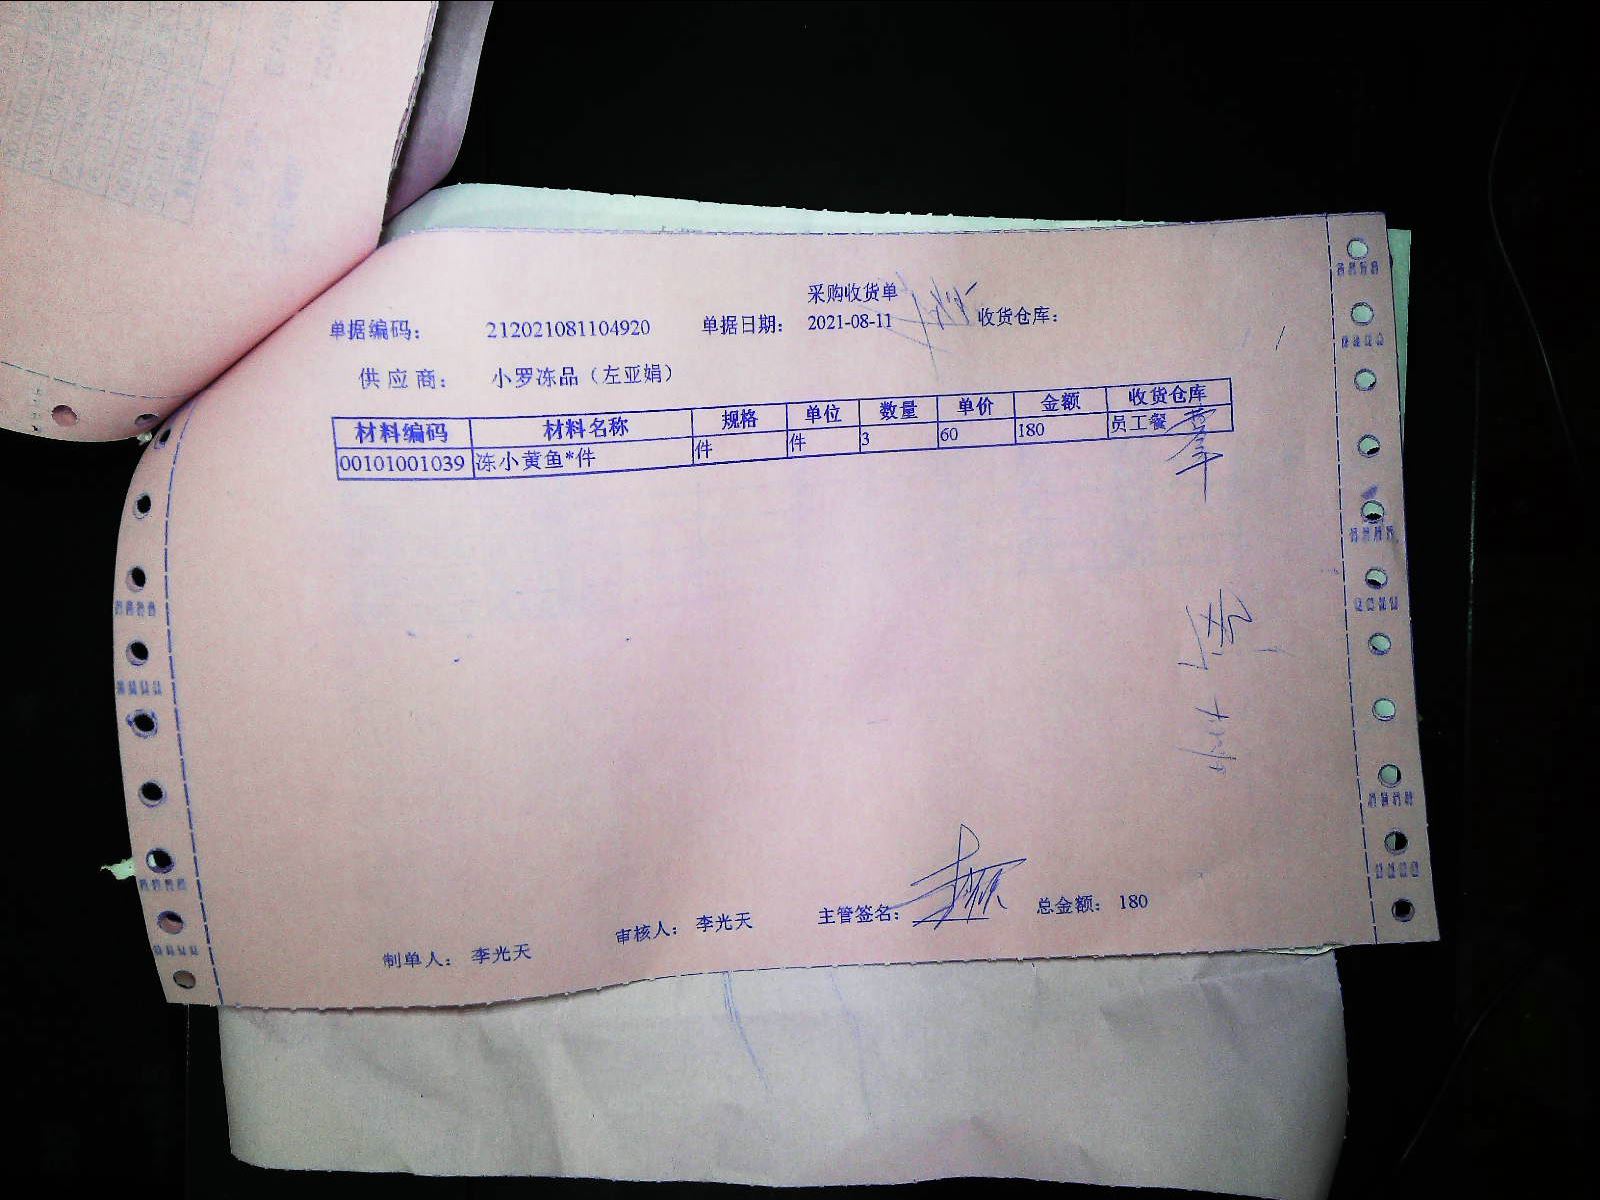 采购收货单
单据编码： 212021081104920 单据日期： 2021-08-11 收货仓库：
供应商： 小罗冻品（左亚娟）
材料编码 材料名称 规格 单位 数量 单价 金额 收货仓库
00101001039 冻小黄鱼*件 件 件 3 60 180 员工餐
制单人： 李光天 审核人： 李光天 主管签名： 总金额： 180